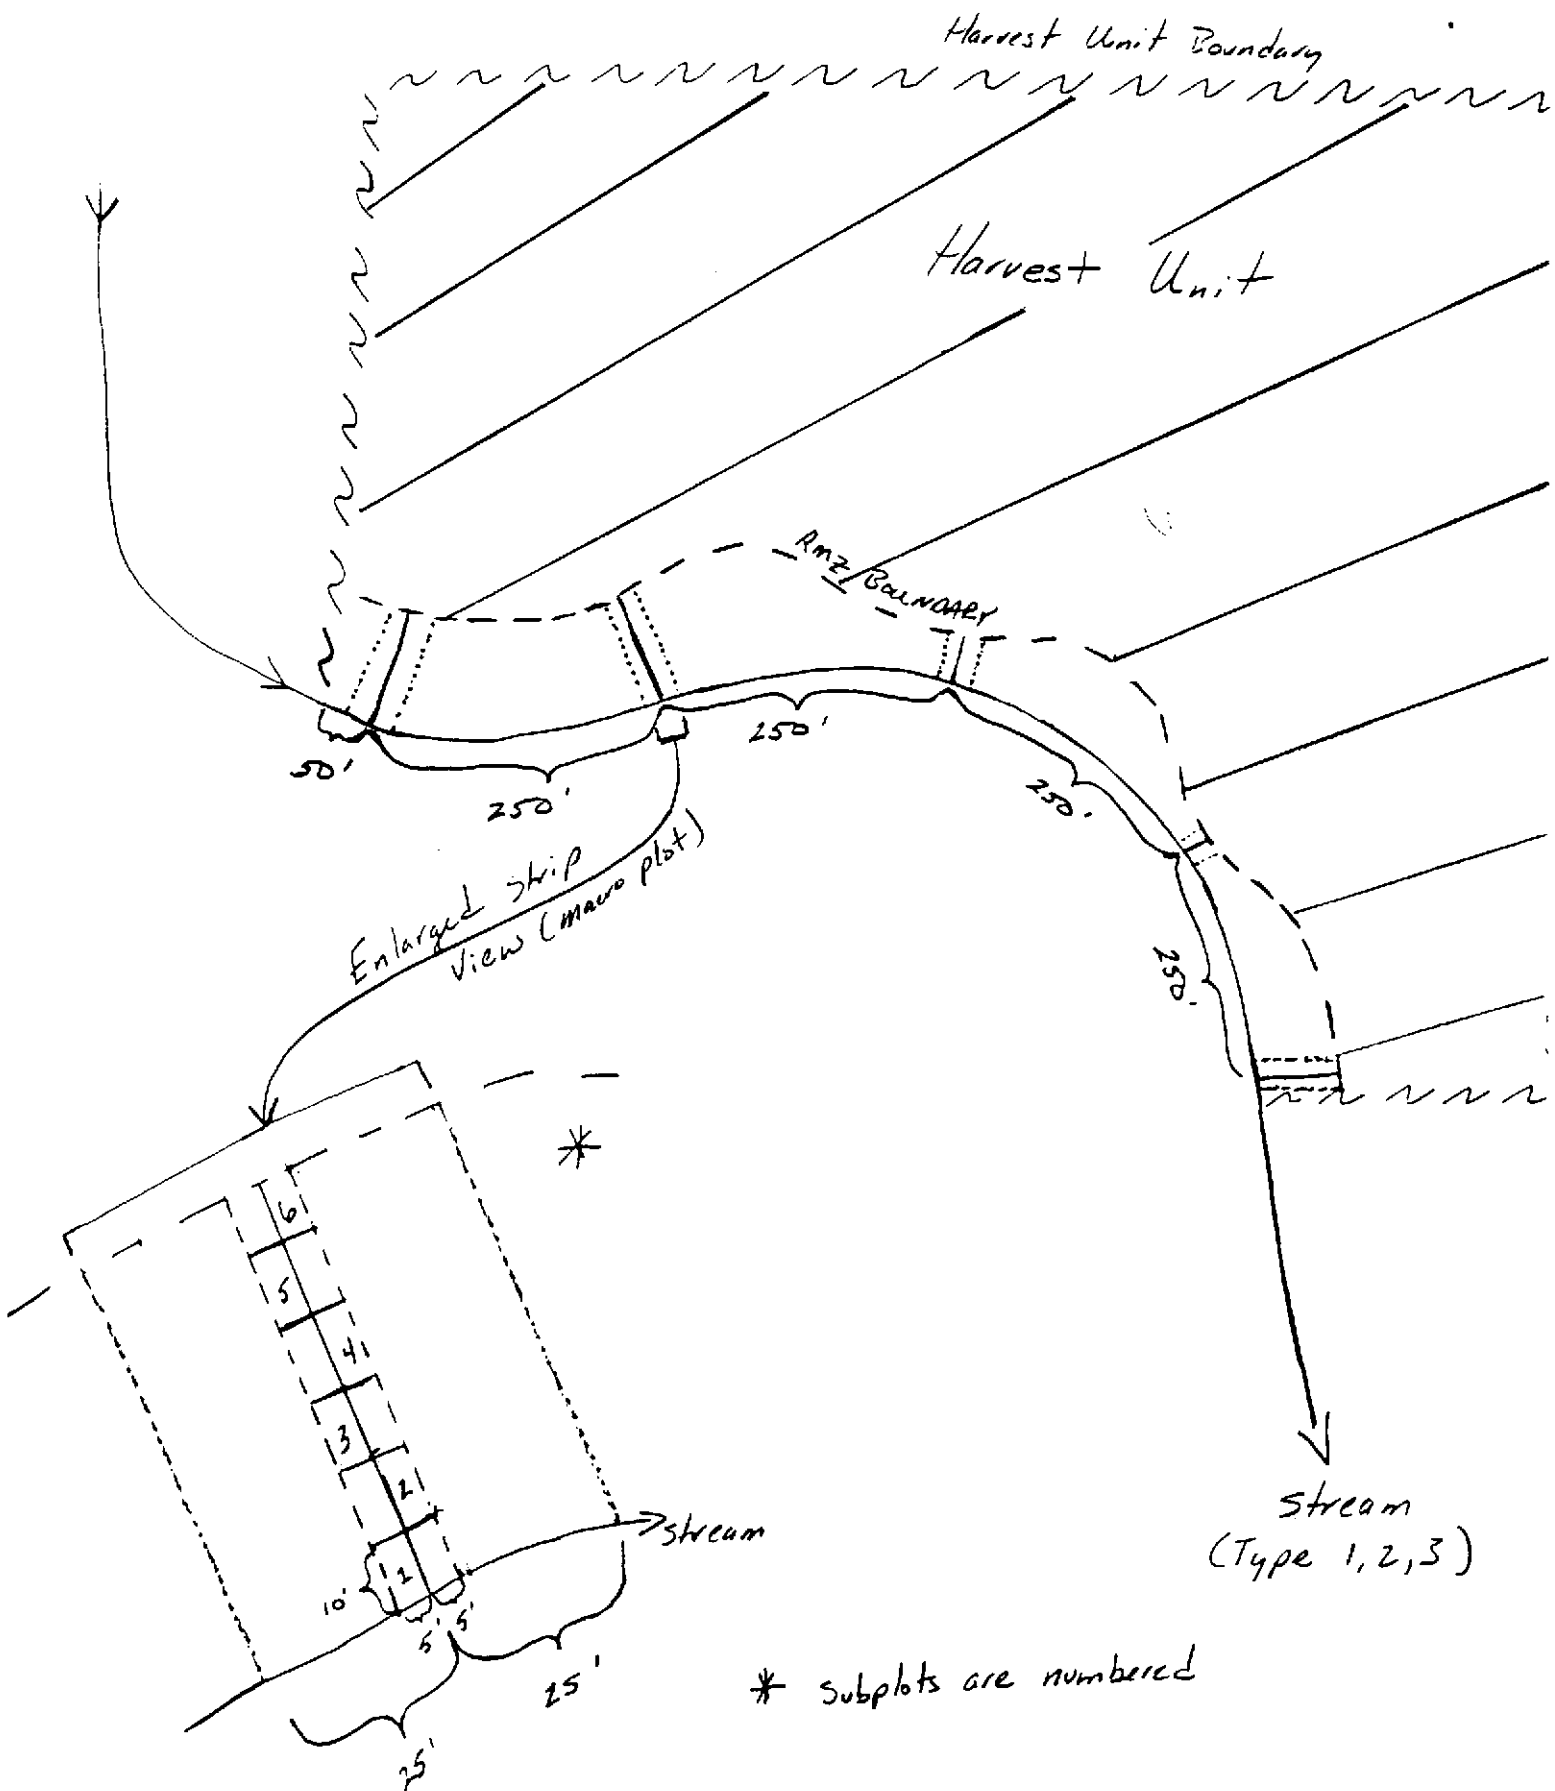 Harvest Unit Boundary
Harvest Unit
RMZ BOUNDARY
50'
250'
250'
250'
250'
Enlarged strip
View (macro plot)
*
6
5
4
3
2
1
10'
5'
5'
stream
25'
25'
stream
(Type 1, 2, 3)
* Subplots are numbered